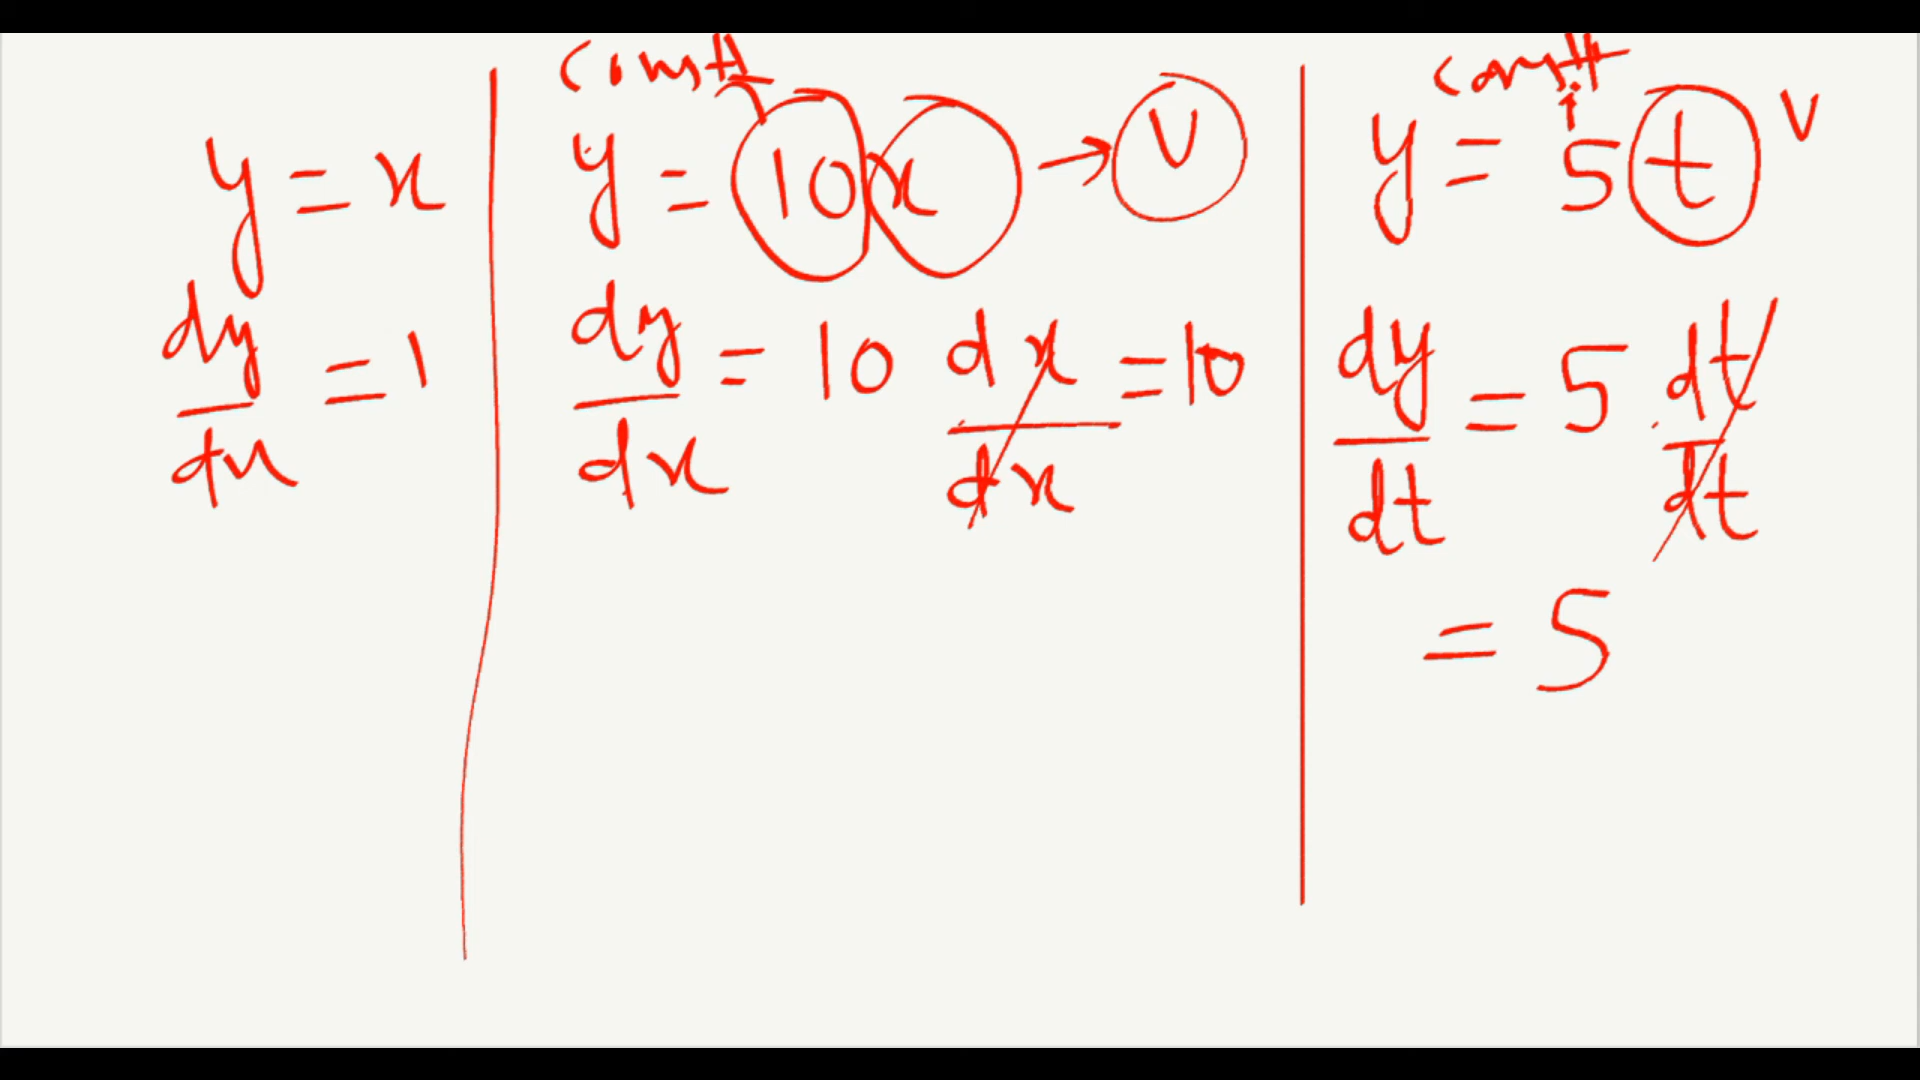 y = x
dy/dx = 1
const
y = 10x → v
dy/dx = 10 dx/dx = 10
const
y = 5t v
dy/dt = 5 dt/dt
= 5